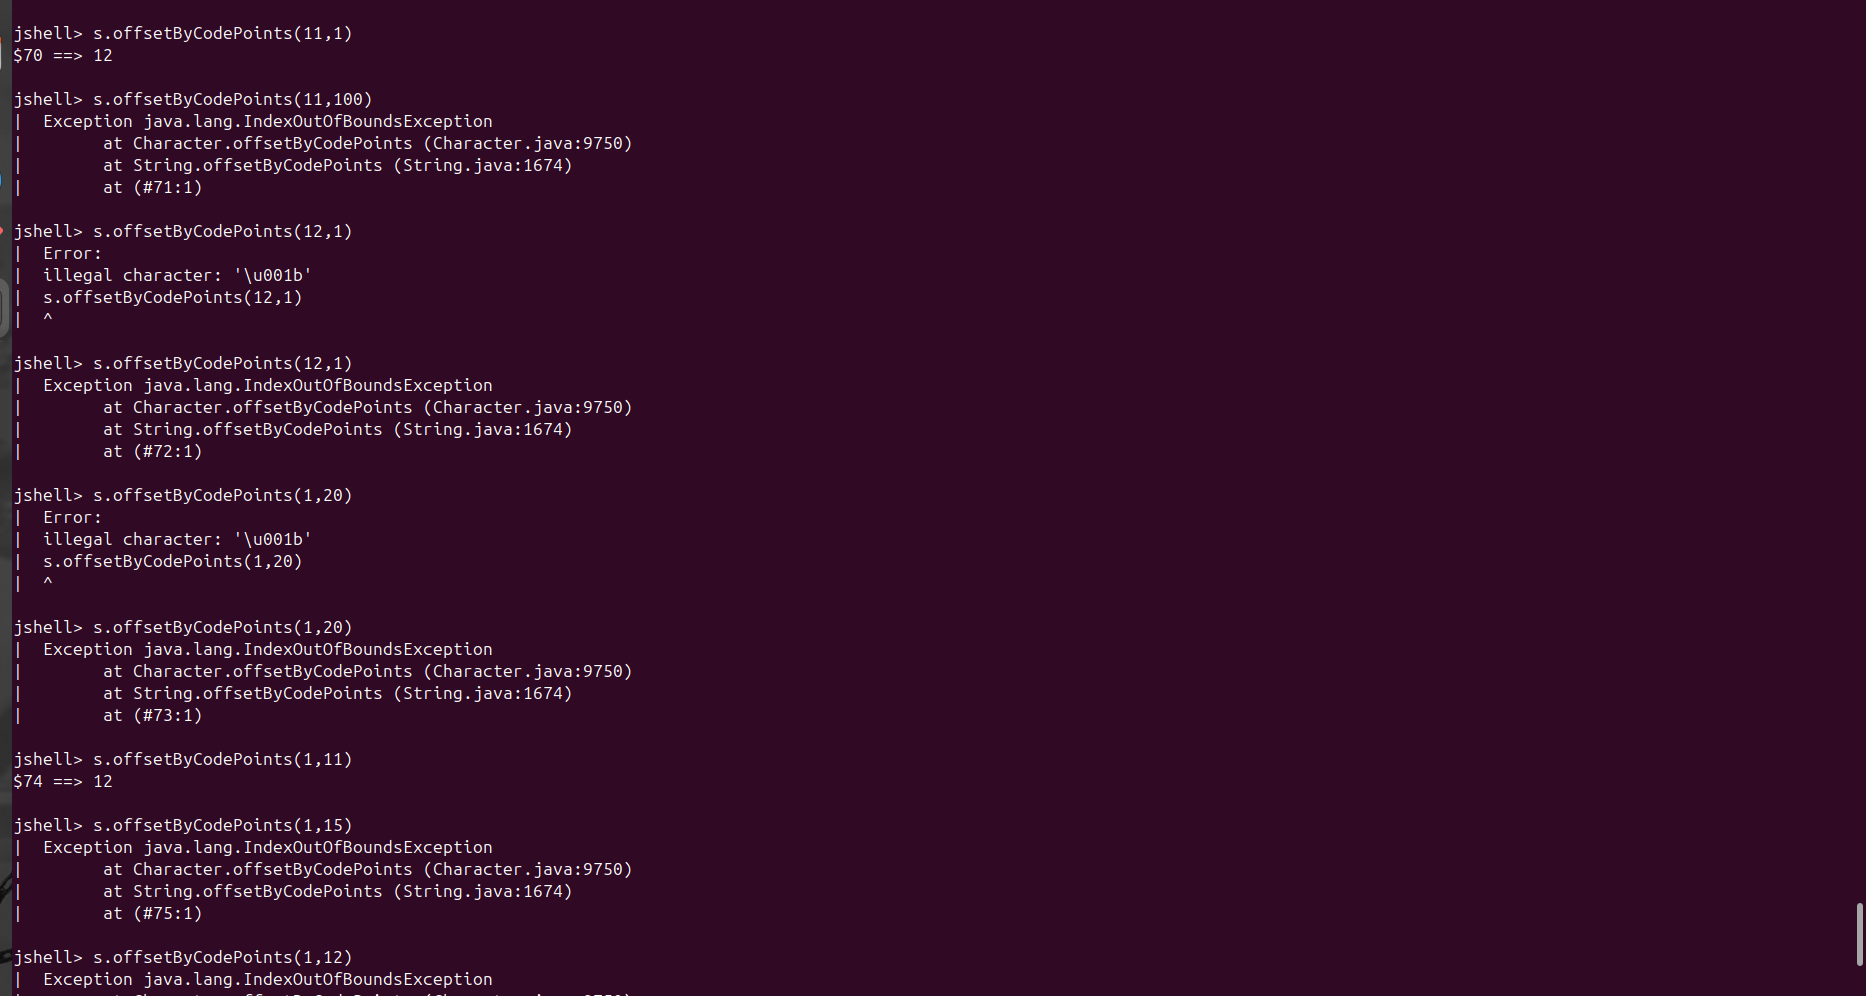 jshell> s.offsetByCodePoints(11,1)
$70 ==> 12
jshell> s.offsetByCodePoints(11,100)
|  Exception java.lang.IndexOutOfBoundsException
|        at Character.offsetByCodePoints (Character.java:9750)
|        at String.offsetByCodePoints (String.java:1674)
|        at (#71:1)
jshell> s.offsetByCodePoints(12,1)
|  Error:
|  illegal character: '\u001b'
|  s.offsetByCodePoints(12,1)
|  ^
jshell> s.offsetByCodePoints(12,1)
|  Exception java.lang.IndexOutOfBoundsException
|        at Character.offsetByCodePoints (Character.java:9750)
|        at String.offsetByCodePoints (String.java:1674)
|        at (#72:1)
jshell> s.offsetByCodePoints(1,20)
|  Error:
|  illegal character: '\u001b'
|  s.offsetByCodePoints(1,20)
|  ^
jshell> s.offsetByCodePoints(1,20)
|  Exception java.lang.IndexOutOfBoundsException
|        at Character.offsetByCodePoints (Character.java:9750)
|        at String.offsetByCodePoints (String.java:1674)
|        at (#73:1)
jshell> s.offsetByCodePoints(1,11)
$74 ==> 12
jshell> s.offsetByCodePoints(1,15)
|  Exception java.lang.IndexOutOfBoundsException
|        at Character.offsetByCodePoints (Character.java:9750)
|        at String.offsetByCodePoints (String.java:1674)
|        at (#75:1)
jshell> s.offsetByCodePoints(1,12)
|  Exception java.lang.IndexOutOfBoundsException